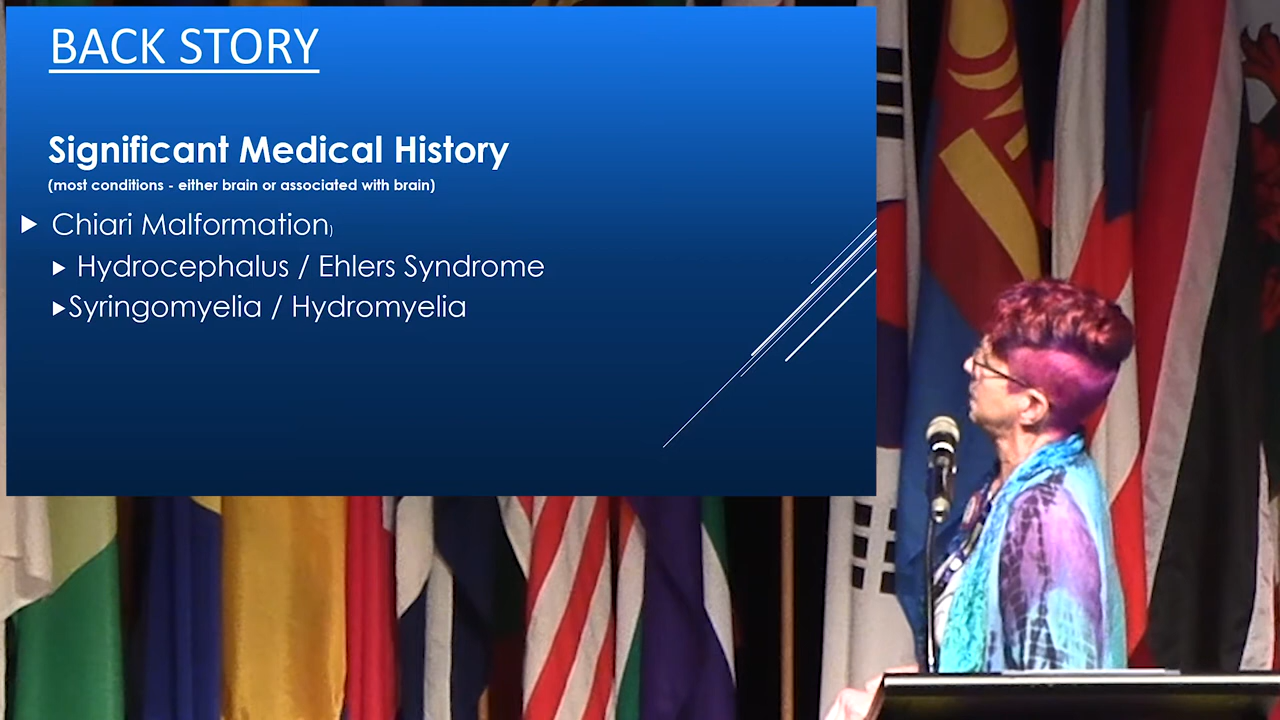 BACK STORY
Significant Medical History
(most conditions - either brain or associated with brain)
Chiari Malformation)
Hydrocephalus / Ehlers Syndrome
Syringomyelia / Hydromyelia